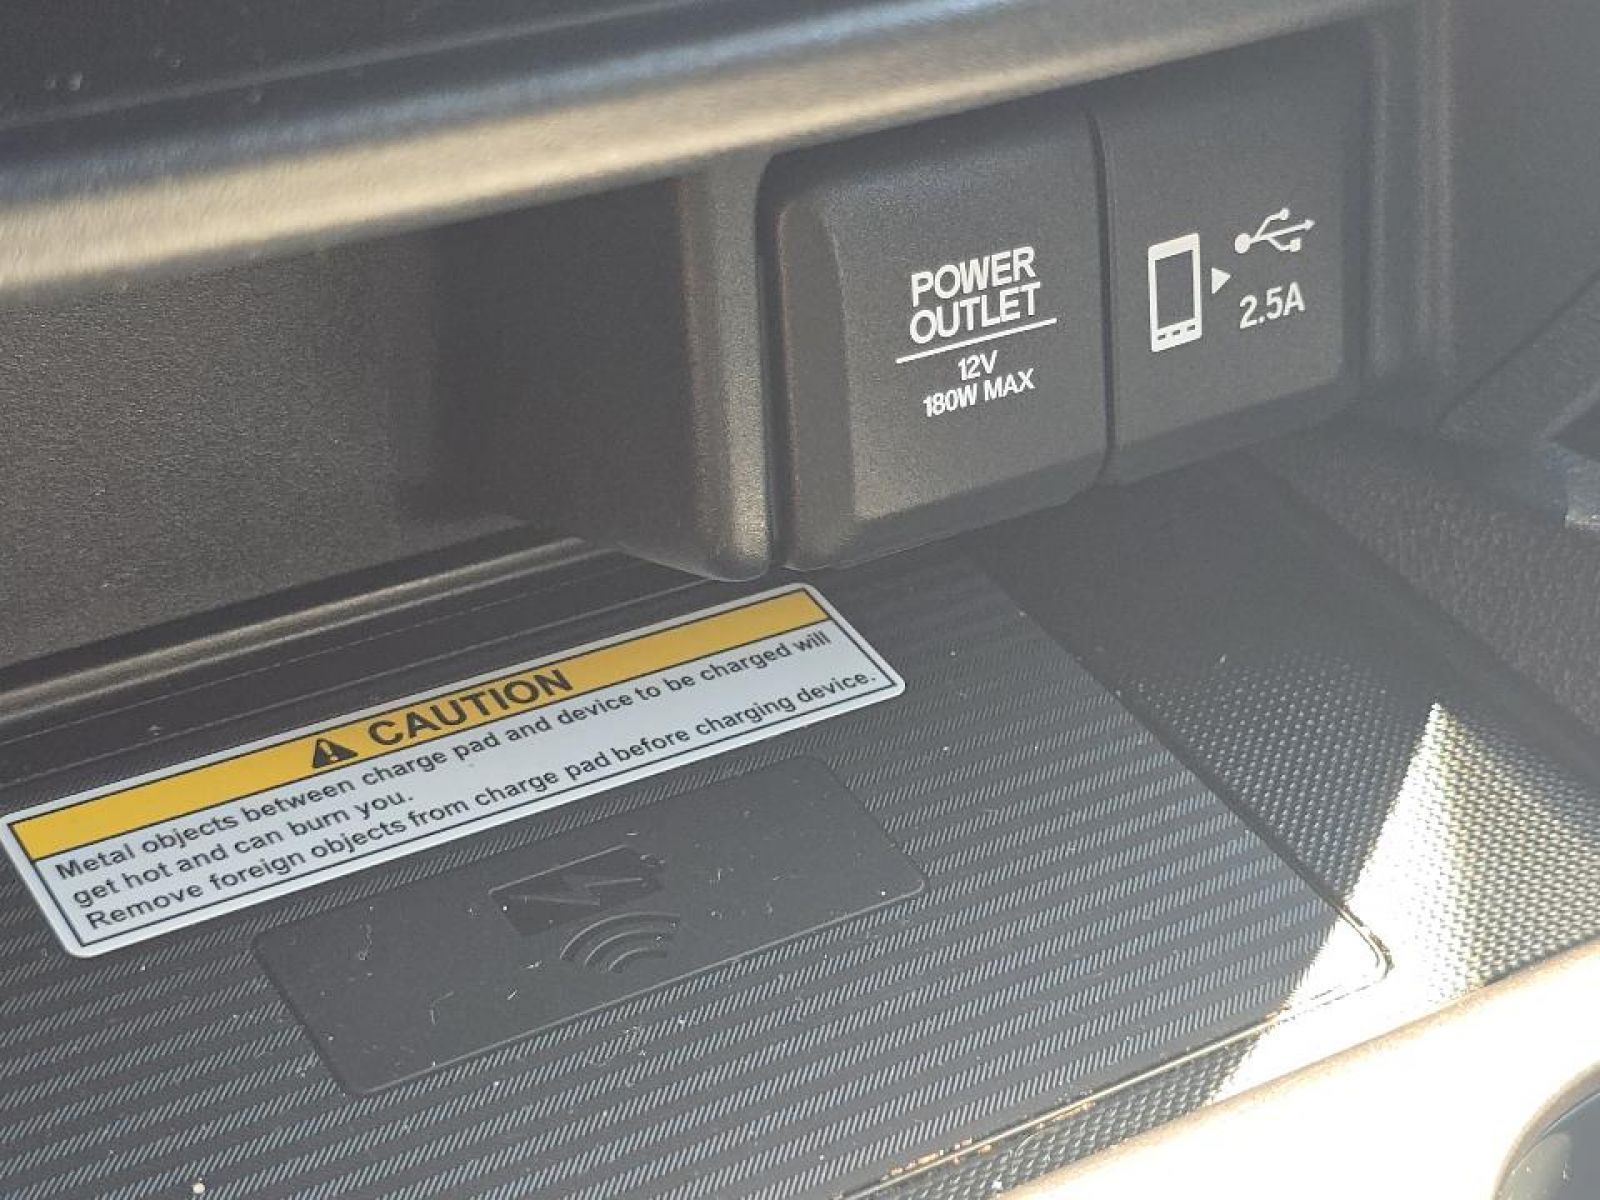 POWER
OUTLET
12V
180W MAX
2.5A
CAUTION
Metal objects between charge pad and device to be charged will
get hot and can burn you.
Remove foreign objects from charge pad before charging device.